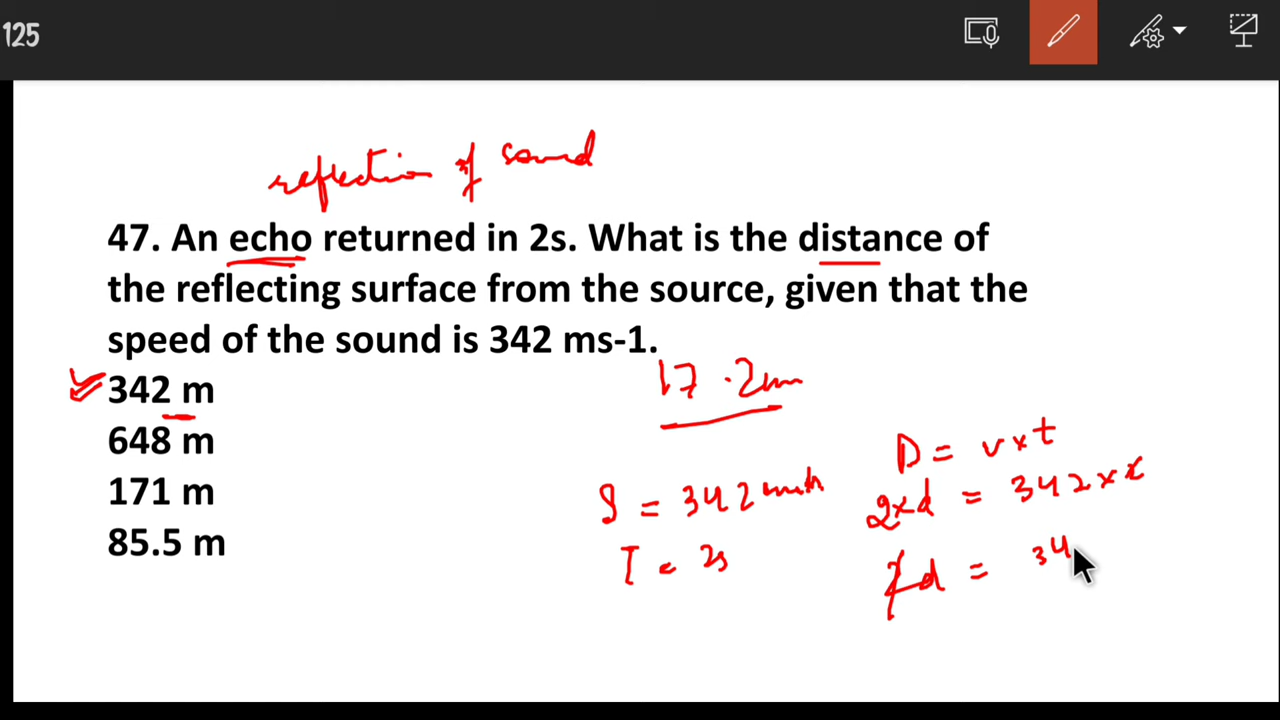 125
reflection of sound
47. An echo returned in 2s. What is the distance of
the reflecting surface from the source, given that the
speed of the sound is 342 ms-1.
342 m
648 m
171 m
85.5 m
17.2m
S = 342
T = 2s
D = v×t
2×d = 342×2
2d = 34